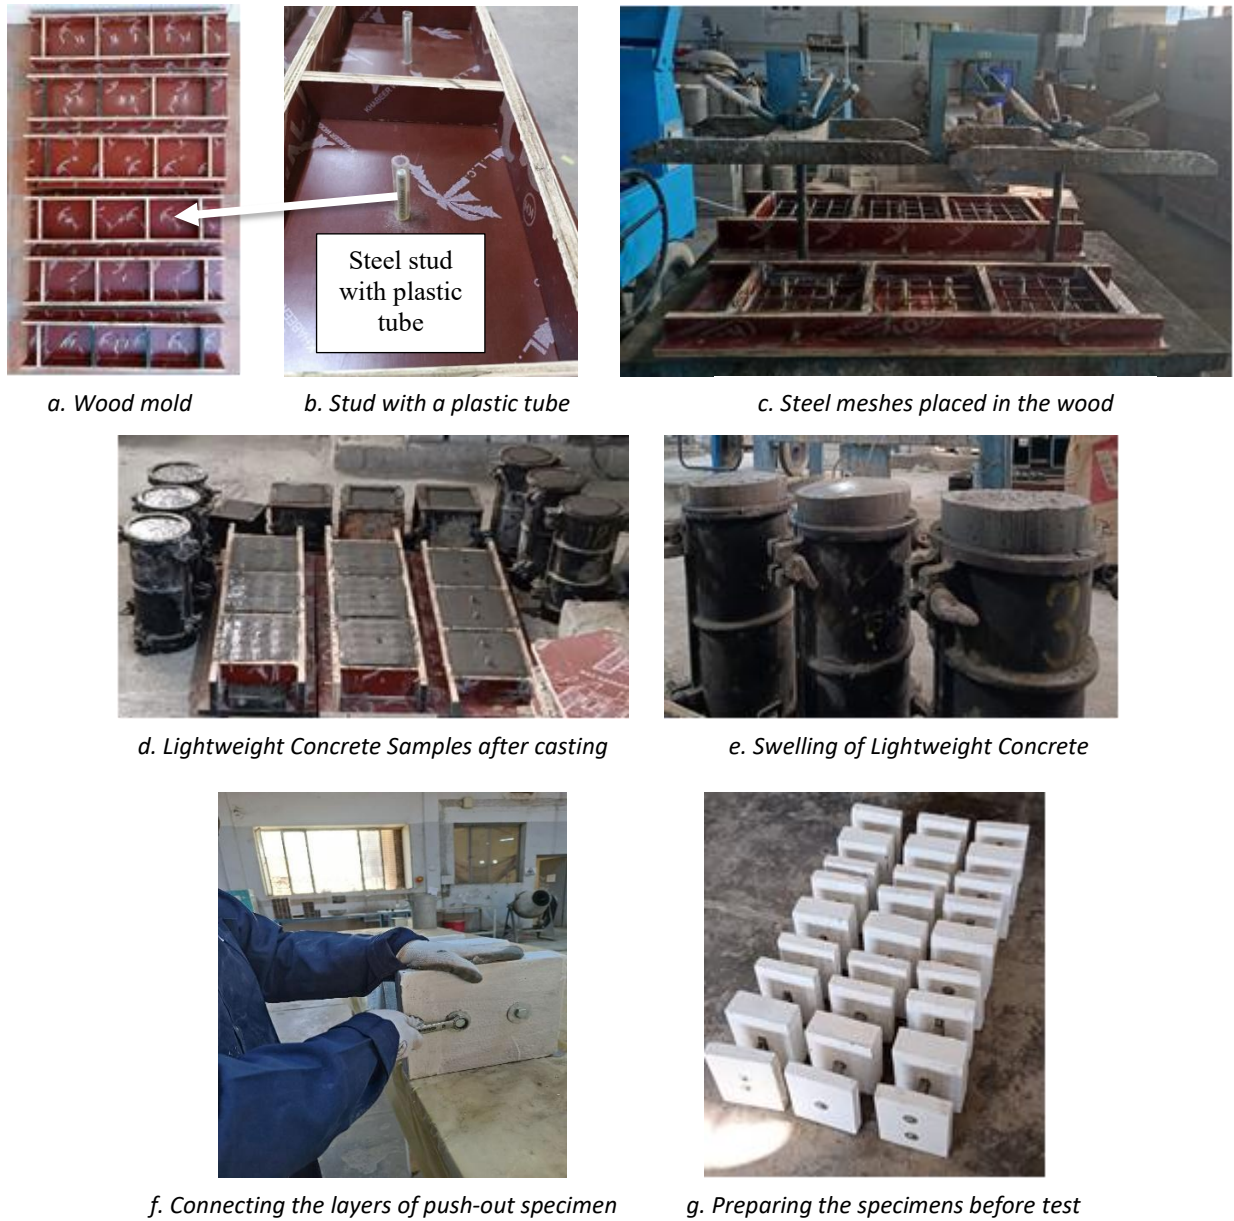 Steel stud
with plastic
tube
a. Wood mold
b. Stud with a plastic tube
c. Steel meshes placed in the wood
d. Lightweight Concrete Samples after casting
e. Swelling of Lightweight Concrete
f. Connecting the layers of push-out specimen
g. Preparing the specimens before test